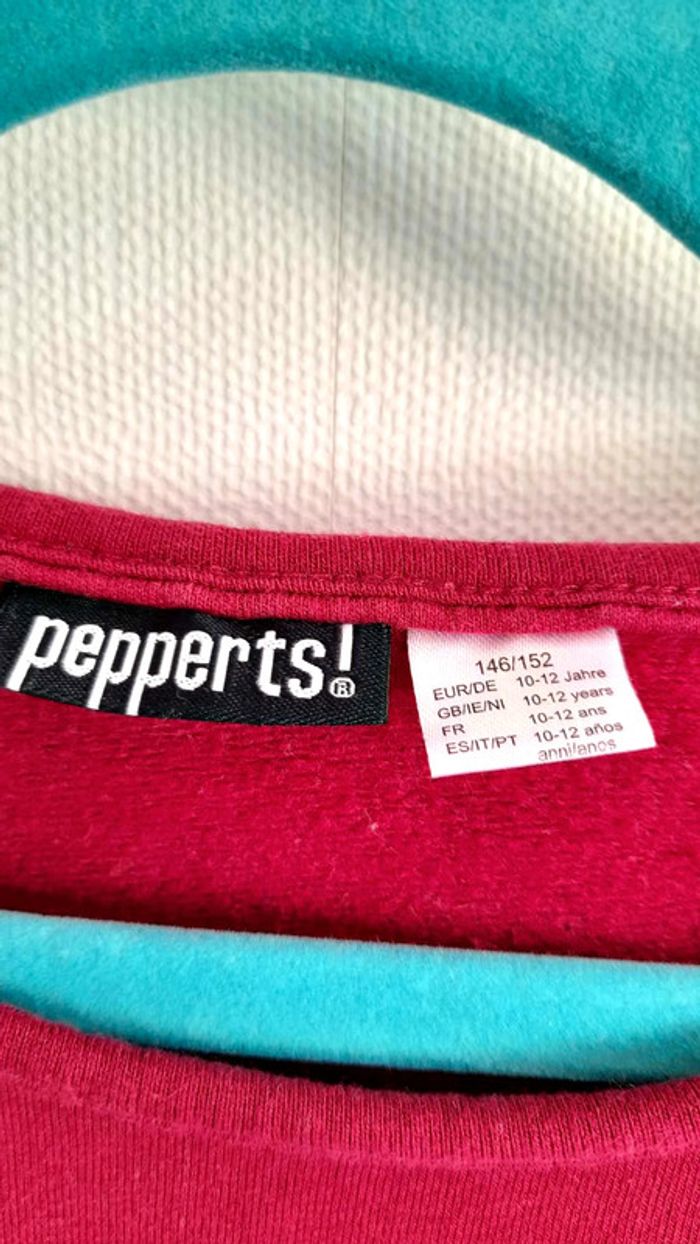 pepperts!®
146/152
EUR/DE 10-12 Jahre
GB/IE/NI 10-12 years
FR 10-12 ans
ES/IT/PT 10-12 años
anni/anos